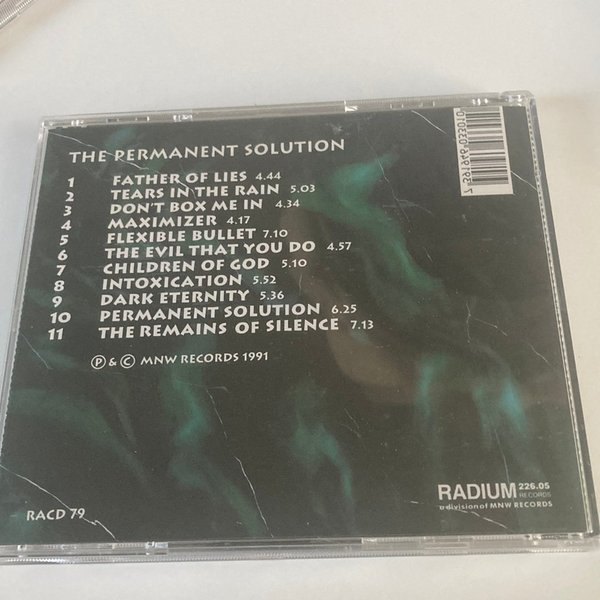 THE PERMANENT SOLUTION
1 FATHER OF LIES 4.44
2 TEARS IN THE RAIN 5.03
3 DON'T BOX ME IN 4.34
4 MAXIMIZER 4.17
5 FLEXIBLE BULLET 7.10
6 THE EVIL THAT YOU DO 4.57
7 CHILDREN OF GOD 5.10
8 INTOXICATION 5.52
9 DARK ETERNITY 5.36
10 PERMANENT SOLUTION 6.25
11 THE REMAINS OF SILENCE 7.13
Ⓟ & © MNW RECORDS 1991
RACD 79
RADIUM 226.05
RECORDS
a division of MNW RECORDS